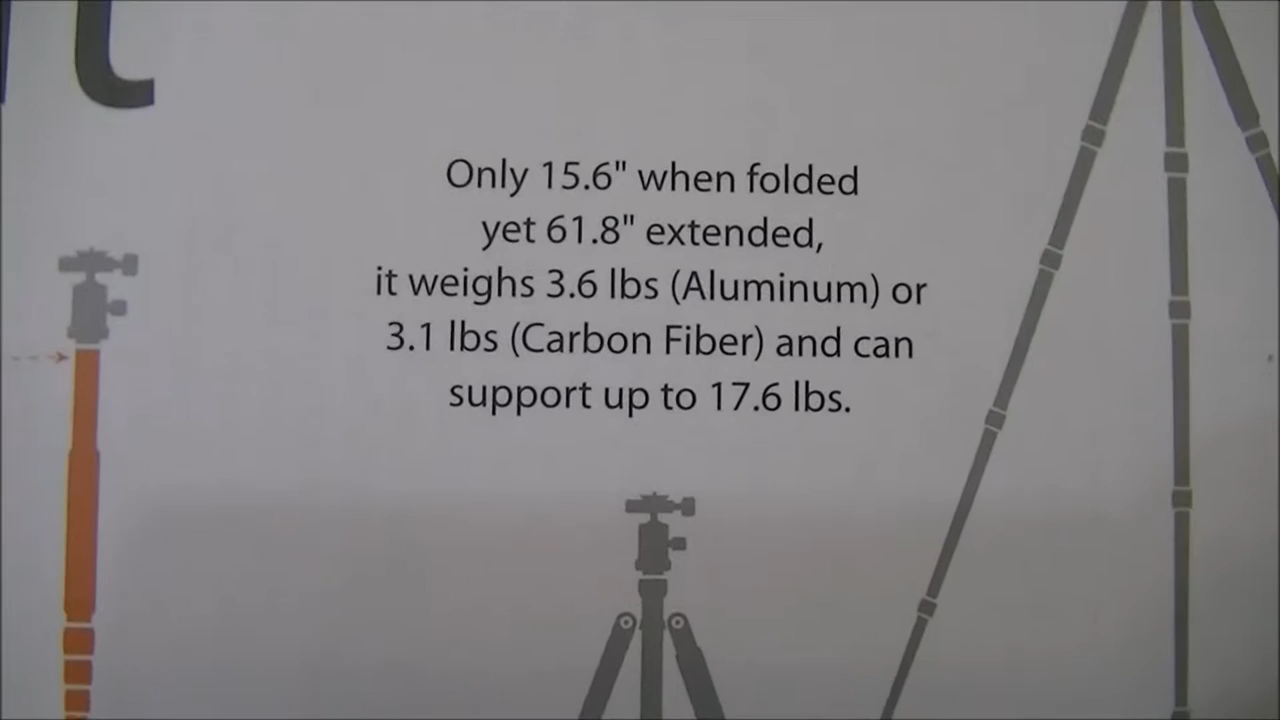 Only 15.6" when folded
yet 61.8" extended,
it weighs 3.6 lbs (Aluminum) or
3.1 lbs (Carbon Fiber) and can
support up to 17.6 lbs.